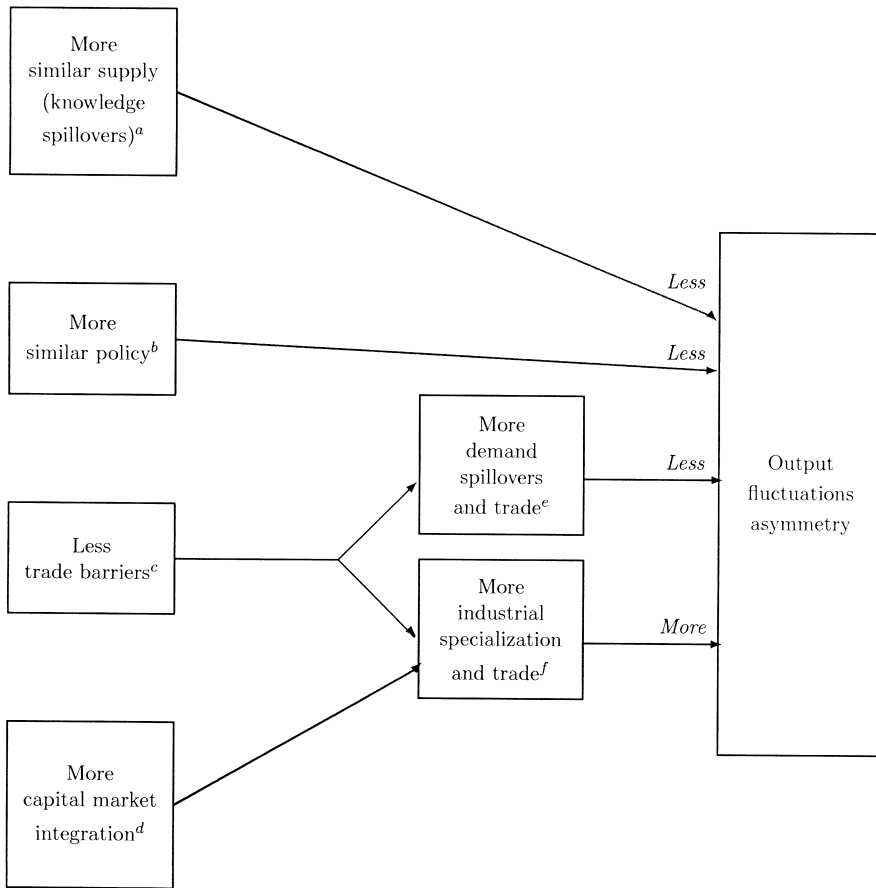 More
similar supply
(knowledge
spillovers)ᵃ
Less
More
similar policyᵇ
Less
More
demand
spillovers
and tradeᵉ
Less
Output
fluctuations
asymmetry
Less
trade barriersᶜ
More
industrial
specialization
and tradeᶠ
More
More
capital market
integrationᵈ